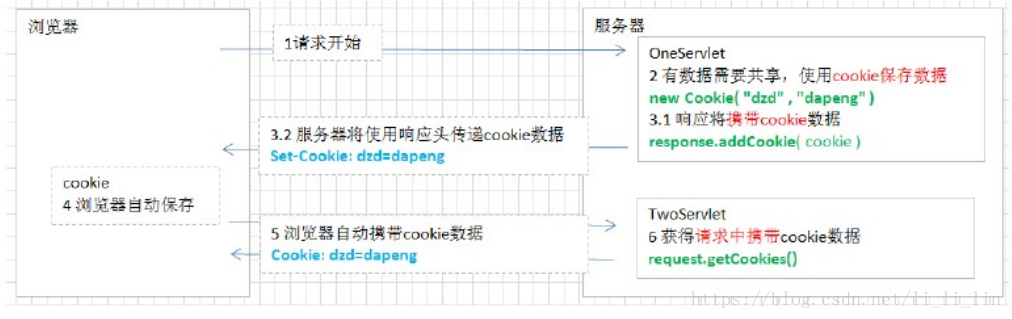 浏览器
服务器
1请求开始
OneServlet
2 有数据需要共享，使用cookie保存数据
new Cookie( "dzd" , "dapeng" )
3.1 响应将携带cookie数据
response.addCookie( cookie )
3.2 服务器将使用响应头传递cookie数据
Set-Cookie: dzd=dapeng
cookie
4 浏览器自动保存
5 浏览器自动携带cookie数据
Cookie: dzd=dapeng
TwoServlet
6 获得请求中携带cookie数据
request.getCookies()
https://blog.csdn.net/li_li_lin